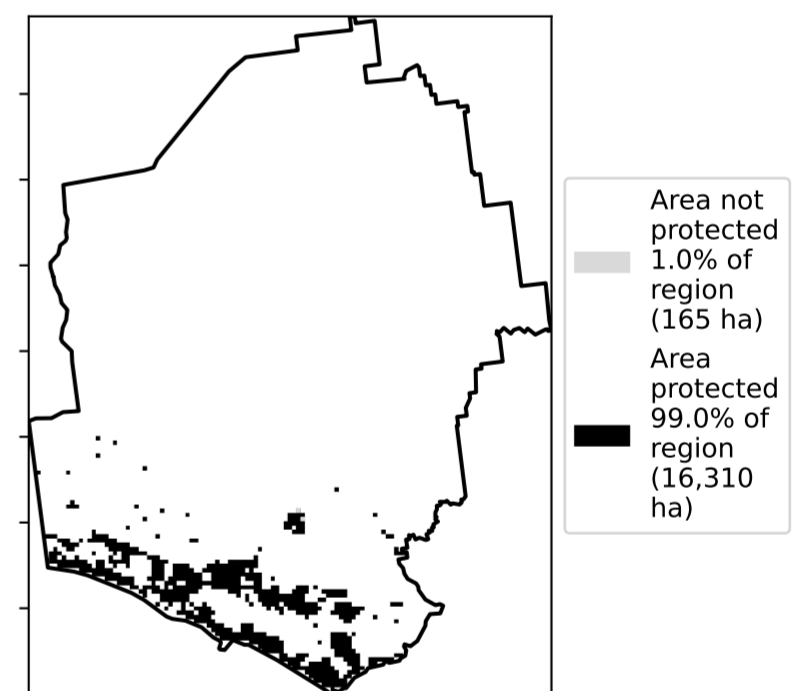 Area not
protected
1.0% of
region
(165 ha)
Area
protected
99.0% of
region
(16,310
ha)